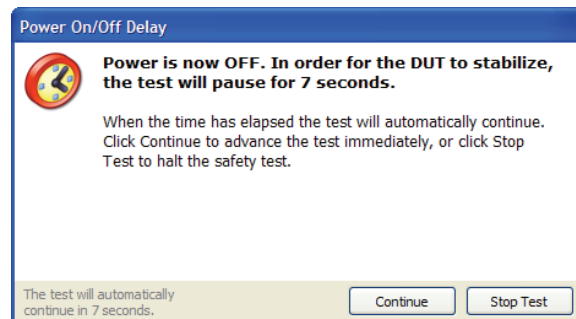 Power On/Off Delay
Power is now OFF. In order for the DUT to stabilize,
the test will pause for 7 seconds.
When the time has elapsed the test will automatically continue.
Click Continue to advance the test immediately, or click Stop
Test to halt the safety test.
The test will automatically
continue in 7 seconds.
Continue
Stop Test